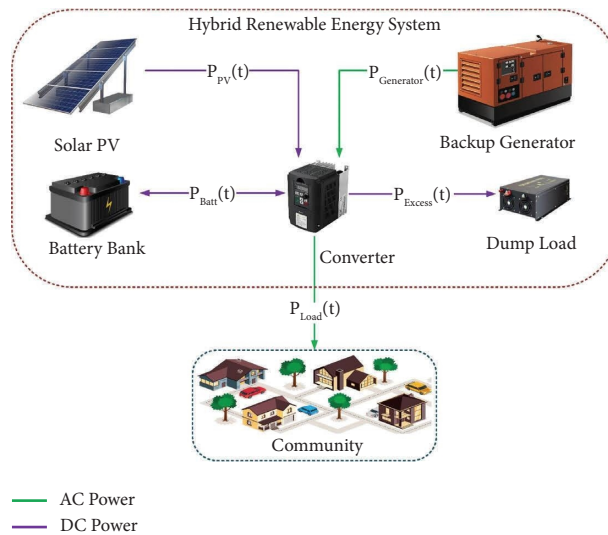 Hybrid Renewable Energy System
P_PV(t)
P_Generator(t)
Solar PV
Backup Generator
P_Batt(t)
P_Excess(t)
Battery Bank
Dump Load
Converter
P_Load(t)
Community
AC Power
DC Power